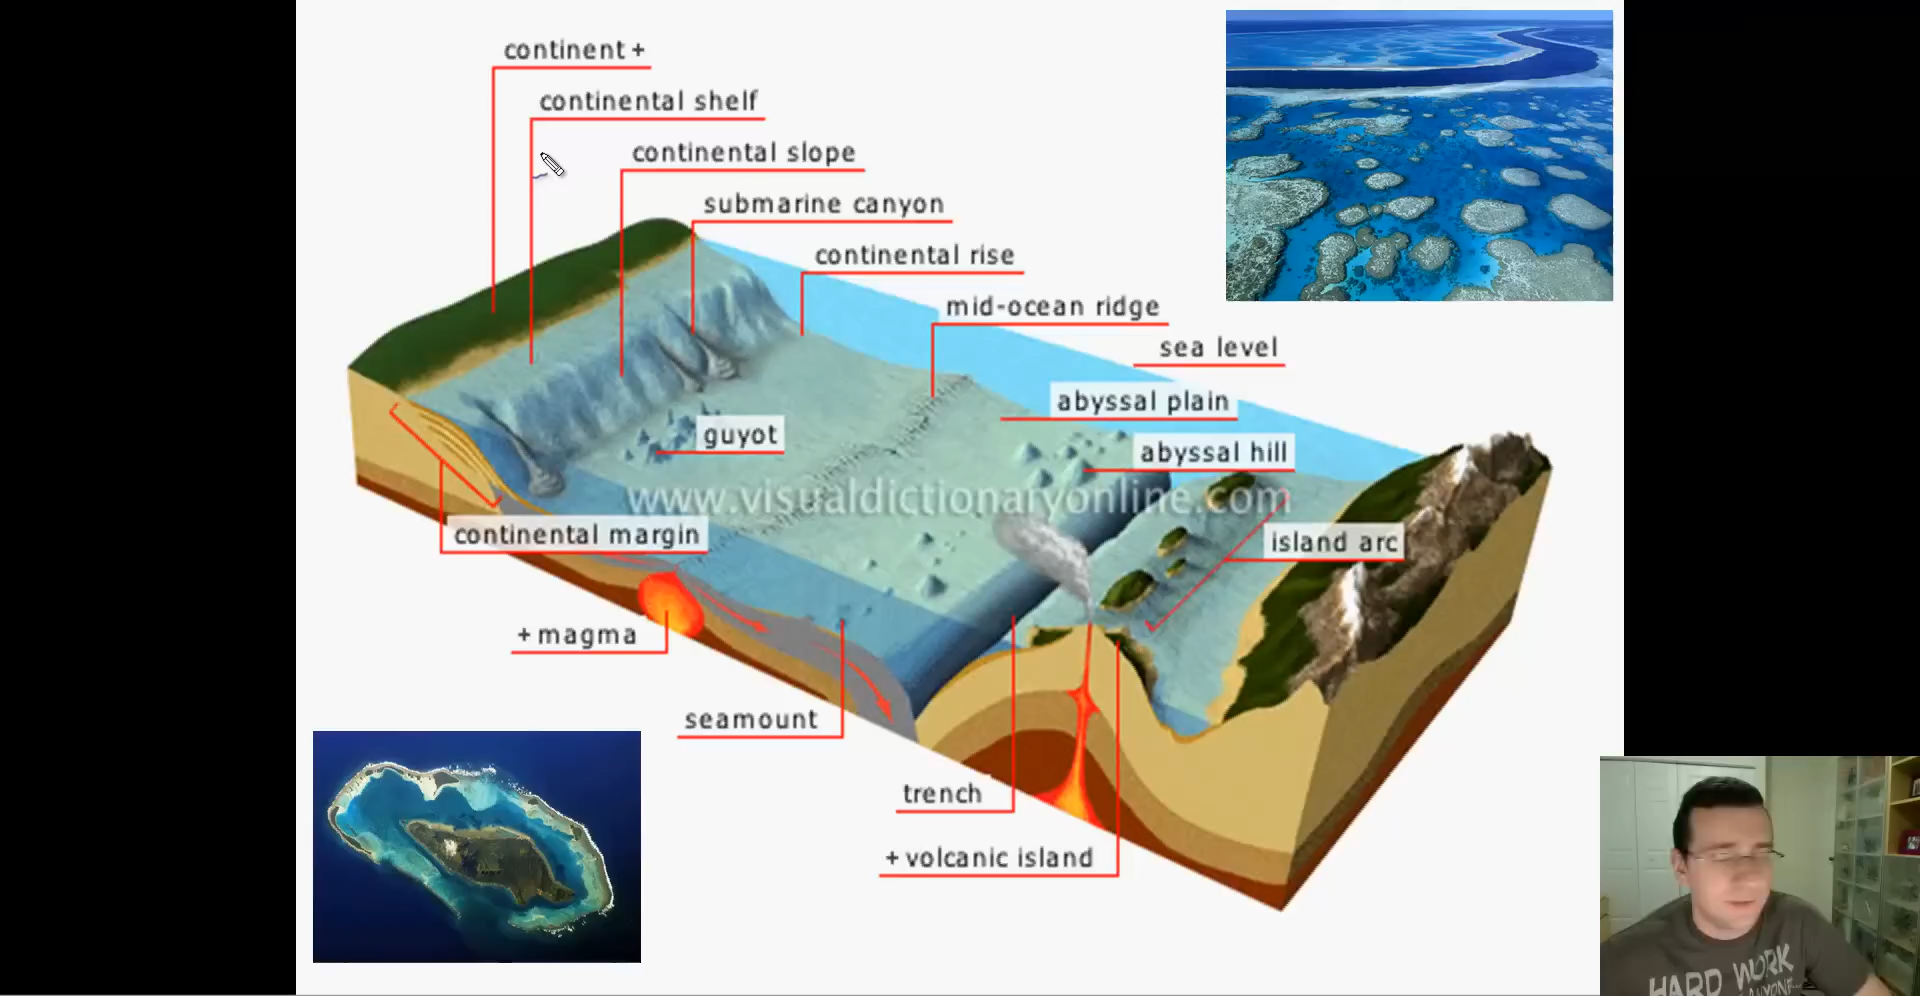 continent +
continental shelf
continental slope
submarine canyon
continental rise
mid-ocean ridge
sea level
abyssal plain
guyot
abyssal hill
www.visualdictionaryonline.com
continental margin
island arc
+ magma
seamount
trench
+ volcanic island
HARD WORK